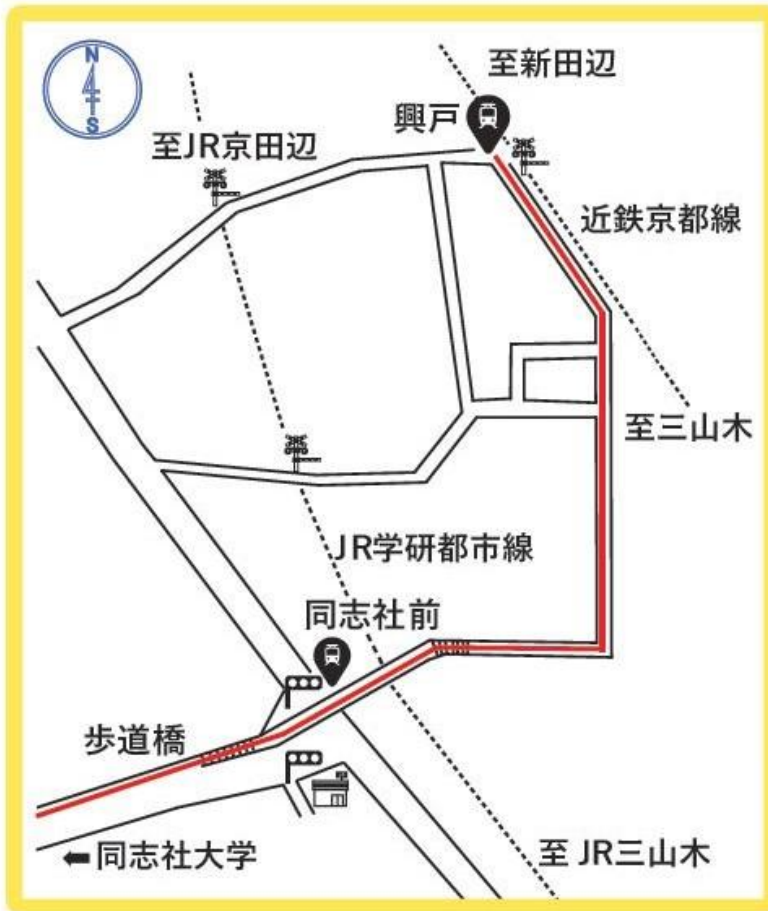 N
S
至新田辺
興戸
至JR京田辺
近鉄京都線
至三山木
JR学研都市線
同志社前
歩道橋
同志社大学
至 JR三山木